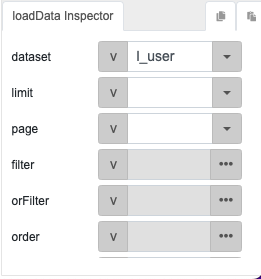 loadData Inspector
dataset v l_user
limit v
page v
filter v •••
orFilter v •••
order v •••